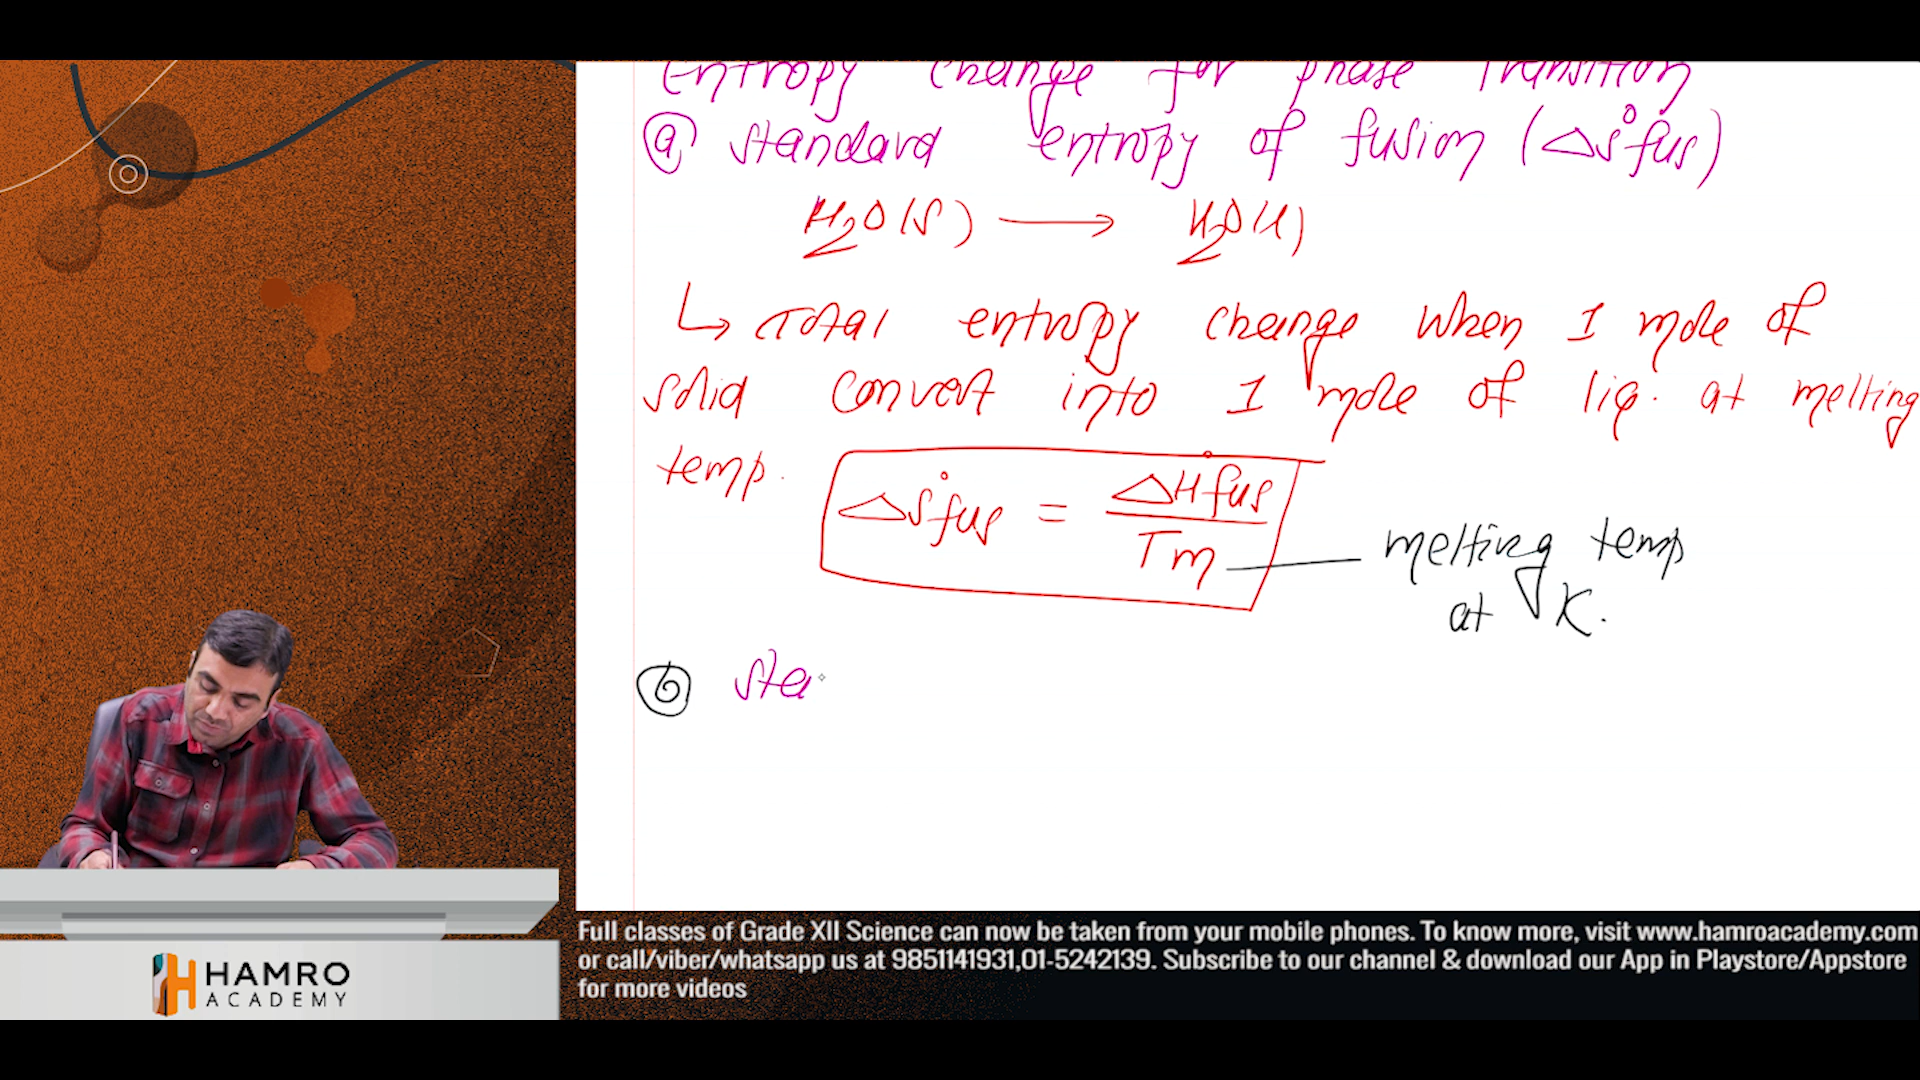 Entropy change for phase Transition
(a) standard entropy of fusion (ΔS°fus)
H2O(s) → H2O(l)
↳ Total entropy change when 1 mole of
solid convert into 1 mole of liq. at melting
temp.
ΔS°fus = ΔH°fus / Tm
melting temp
at K.
(b) sta
Full classes of Grade XII Science can now be taken from your mobile phones. To know more, visit www.hamroacademy.com
or call/viber/whatsapp us at 9851141931,01-5242139. Subscribe to our channel & download our App in Playstore/Appstore
for more videos
HAMRO
ACADEMY